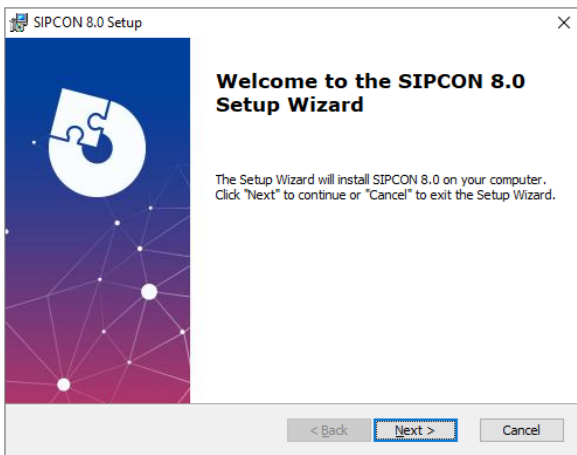 SIPCON 8.0 Setup
Welcome to the SIPCON 8.0
Setup Wizard
The Setup Wizard will install SIPCON 8.0 on your computer.
Click "Next" to continue or "Cancel" to exit the Setup Wizard.
< Back
Next >
Cancel